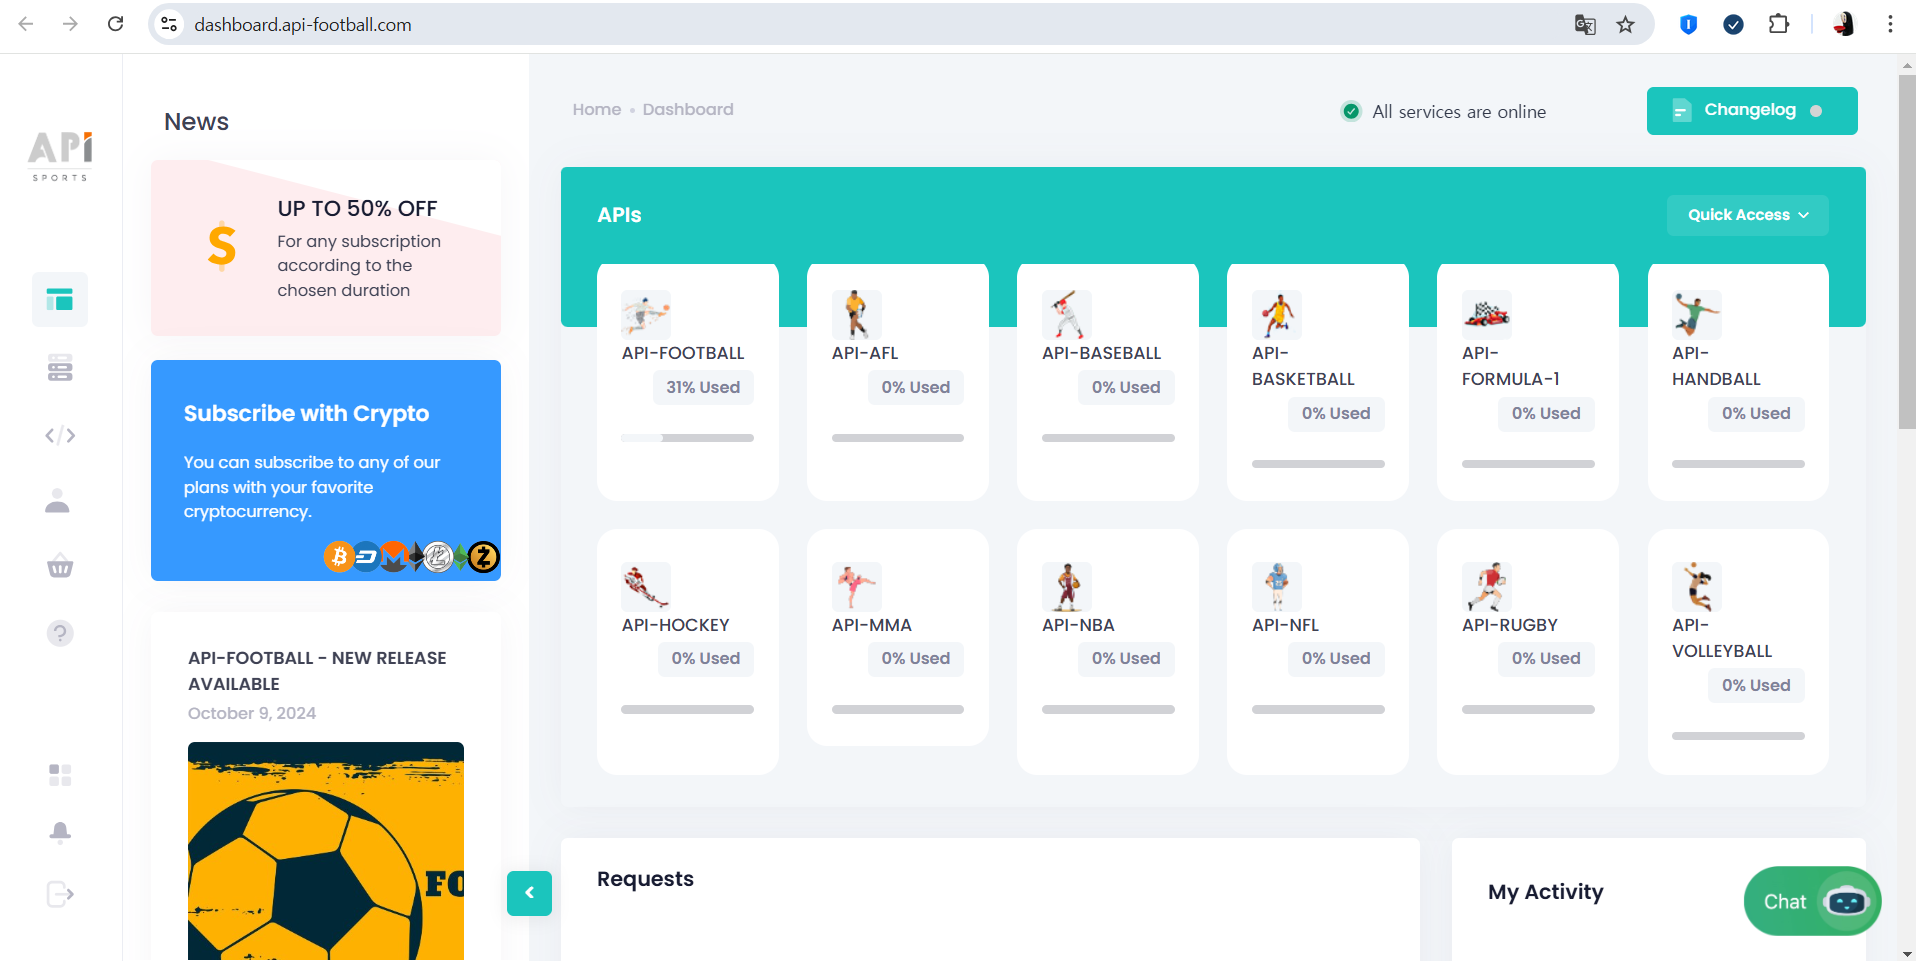 dashboard.api-football.com
API
SPORTS
News
UP TO 50% OFF
For any subscription
according to the
chosen duration
Subscribe with Crypto
You can subscribe to any of our
plans with your favorite
cryptocurrency.
API-FOOTBALL - NEW RELEASE
AVAILABLE
October 9, 2024
FO
Home • Dashboard
All services are online
Changelog
APIs
Quick Access
API-FOOTBALL
31% Used
API-AFL
0% Used
API-BASEBALL
0% Used
API-
BASKETBALL
0% Used
API-
FORMULA-1
0% Used
API-
HANDBALL
0% Used
API-HOCKEY
0% Used
API-MMA
0% Used
API-NBA
0% Used
API-NFL
0% Used
API-RUGBY
0% Used
API-
VOLLEYBALL
0% Used
Requests
My Activity
Chat